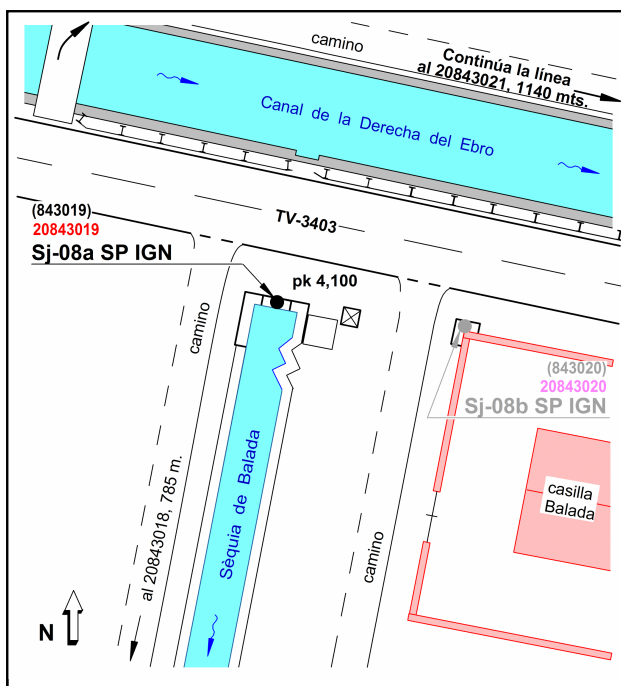 camino
Continúa la línea
al 20843021, 1140 mts.
Canal de la Derecha del Ebro
TV-3403
(843019)
20843019
Sj-08a SP IGN
pk 4,100
camino
(843020)
20843020
Sj-08b SP IGN
casilla
Balada
Sèquia de Balada
al 20843018, 785 m.
camino
N